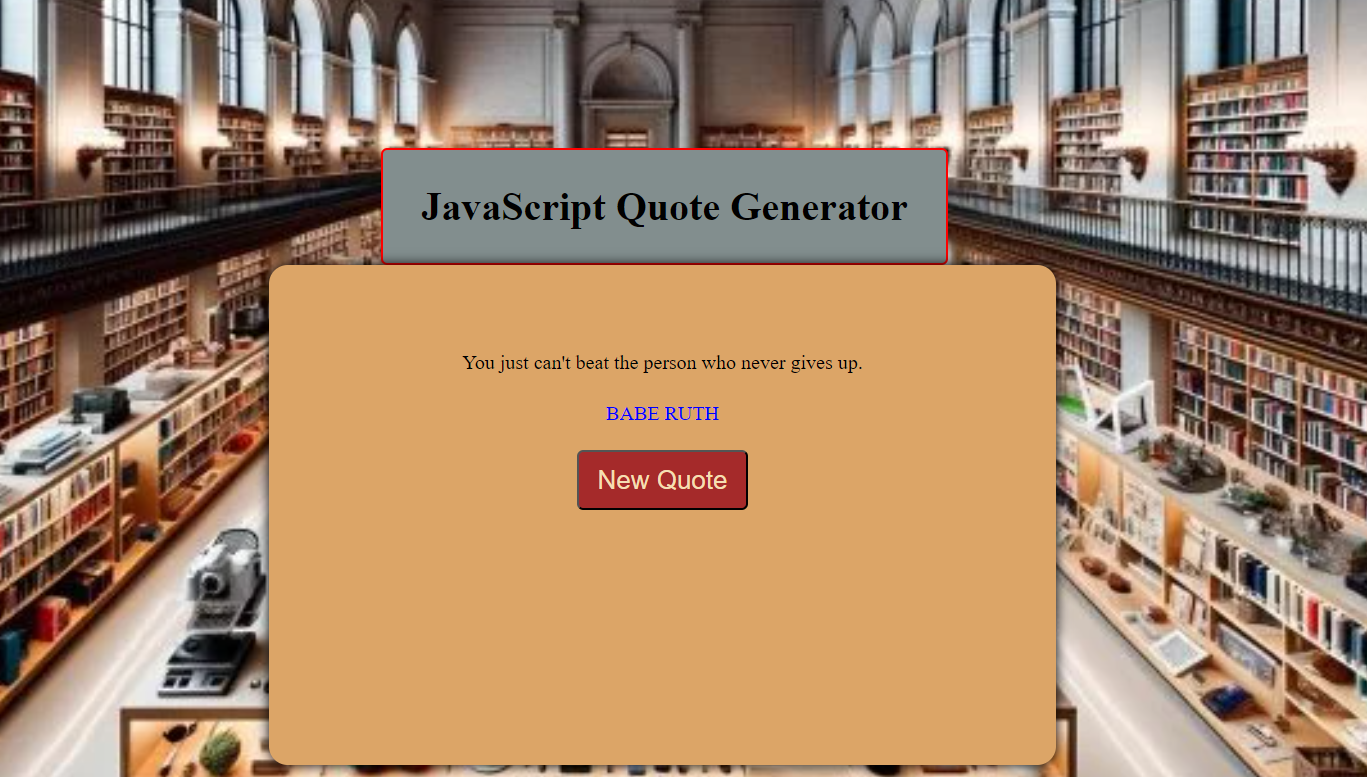 JavaScript Quote Generator
You just can't beat the person who never gives up.
BABE RUTH
New Quote